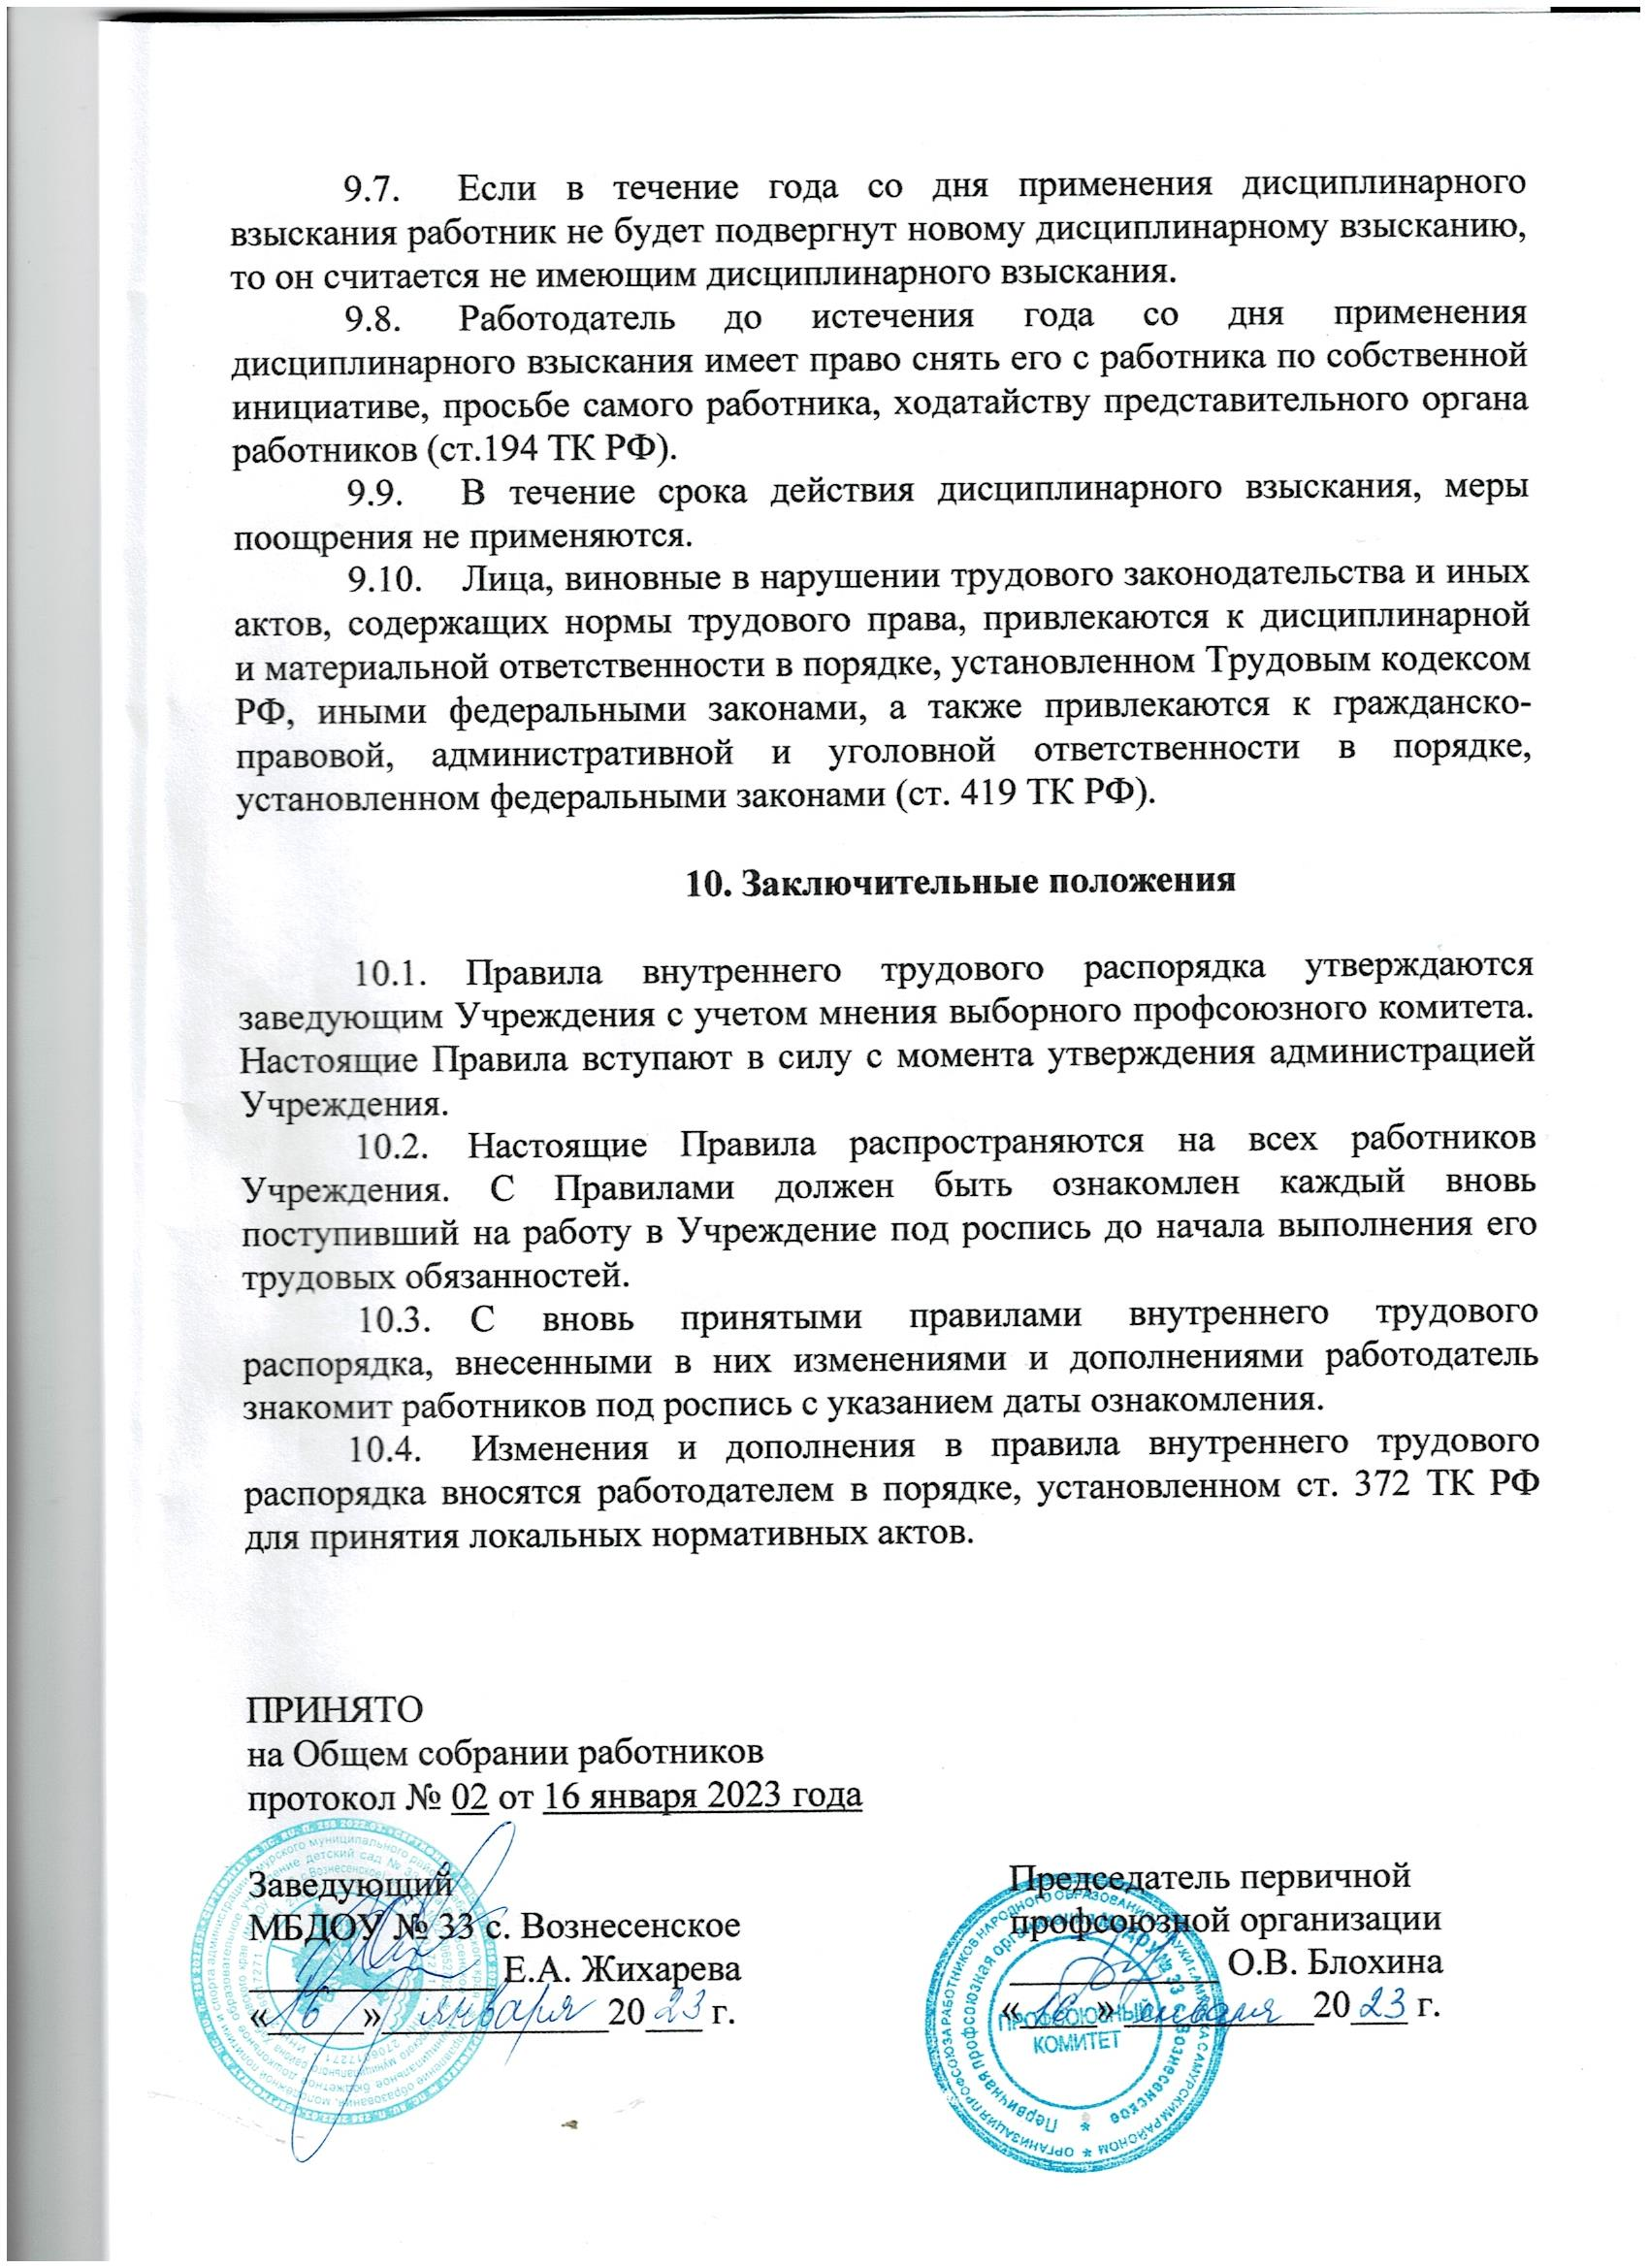 9.7. Если в течение года со дня применения дисциплинарного
взыскания работник не будет подвергнут новому дисциплинарному взысканию,
то он считается не имеющим дисциплинарного взыскания.
9.8. Работодатель до истечения года со дня применения
дисциплинарного взыскания имеет право снять его с работника по собственной
инициативе, просьбе самого работника, ходатайству представительного органа
работников (ст.194 ТК РФ).
9.9. В течение срока действия дисциплинарного взыскания, меры
поощрения не применяются.
9.10. Лица, виновные в нарушении трудового законодательства и иных
актов, содержащих нормы трудового права, привлекаются к дисциплинарной
и материальной ответственности в порядке, установленном Трудовым кодексом
РФ, иными федеральными законами, а также привлекаются к гражданско-
правовой, административной и уголовной ответственности в порядке,
установленном федеральными законами (ст. 419 ТК РФ).
10. Заключительные положения
10.1. Правила внутреннего трудового распорядка утверждаются
заведующим Учреждения с учетом мнения выборного профсоюзного комитета.
Настоящие Правила вступают в силу с момента утверждения администрацией
Учреждения.
10.2. Настоящие Правила распространяются на всех работников
Учреждения. С Правилами должен быть ознакомлен каждый вновь
поступивший на работу в Учреждение под роспись до начала выполнения его
трудовых обязанностей.
10.3. С вновь принятыми правилами внутреннего трудового
распорядка, внесенными в них изменениями и дополнениями работодатель
знакомит работников под роспись с указанием даты ознакомления.
10.4. Изменения и дополнения в правила внутреннего трудового
распорядка вносятся работодателем в порядке, установленном ст. 372 ТК РФ
для принятия локальных нормативных актов.
ПРИНЯТО
на Общем собрании работников
протокол № 02 от 16 января 2023 года
Заведующий
МБДОУ № 33 с. Вознесенское
Е.А. Жихарева
«16» января 2023 г.
Председатель первичной
профсоюзной организации
О.В. Блохина
«16» января 2023 г.
ПРОФСОЮЗНЫЙ
КОМИТЕТ
Первичная профсоюзная организация МБДОУ № 33 с. Вознесенское